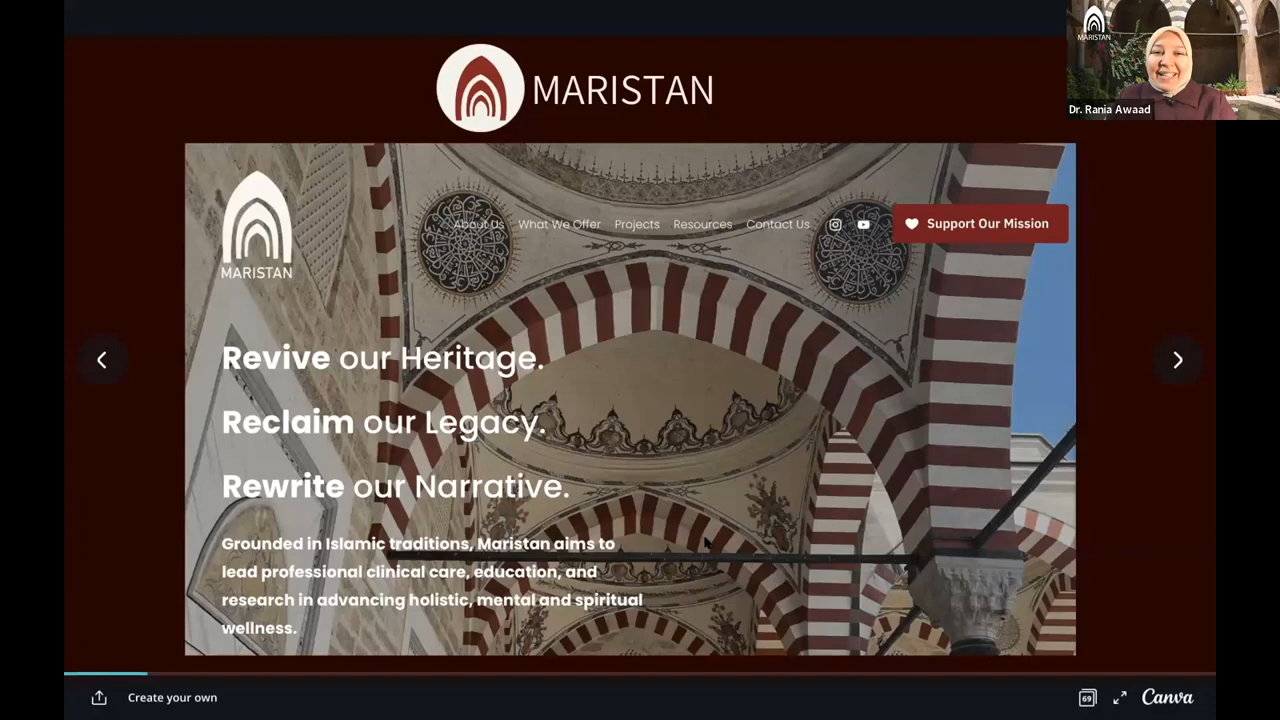 MARISTAN
MARISTAN
Dr. Rania Awaad
About Us What We Offer Projects Resources Contact Us Support Our Mission
MARISTAN
Revive our Heritage.
Reclaim our Legacy.
Rewrite our Narrative.
Grounded in Islamic traditions, Maristan aims to
lead professional clinical care, education, and
research in advancing holistic, mental and spiritual
wellness.
Create your own
69
Canva